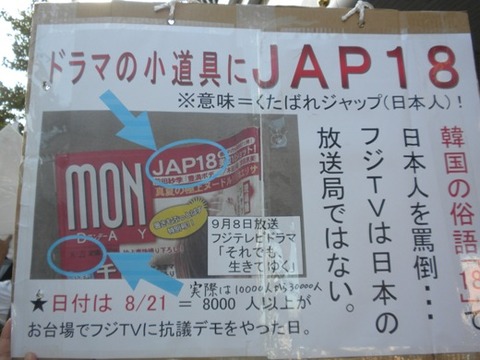 ドラマの小道具にJAP18
※意味=くたばれジャップ(日本人)!
韓国の俗語「18」で
日本人を罵倒・・・
フジTVは日本の
放送局ではない。
MON
DAY
JAP18
9月8日放送
フジテレビドラマ
「それでも、
生きてゆく」
実際は10000人から30000人
★日付は 8/21 = 8000 人以上が
お台場でフジTVに抗議デモをやった日。